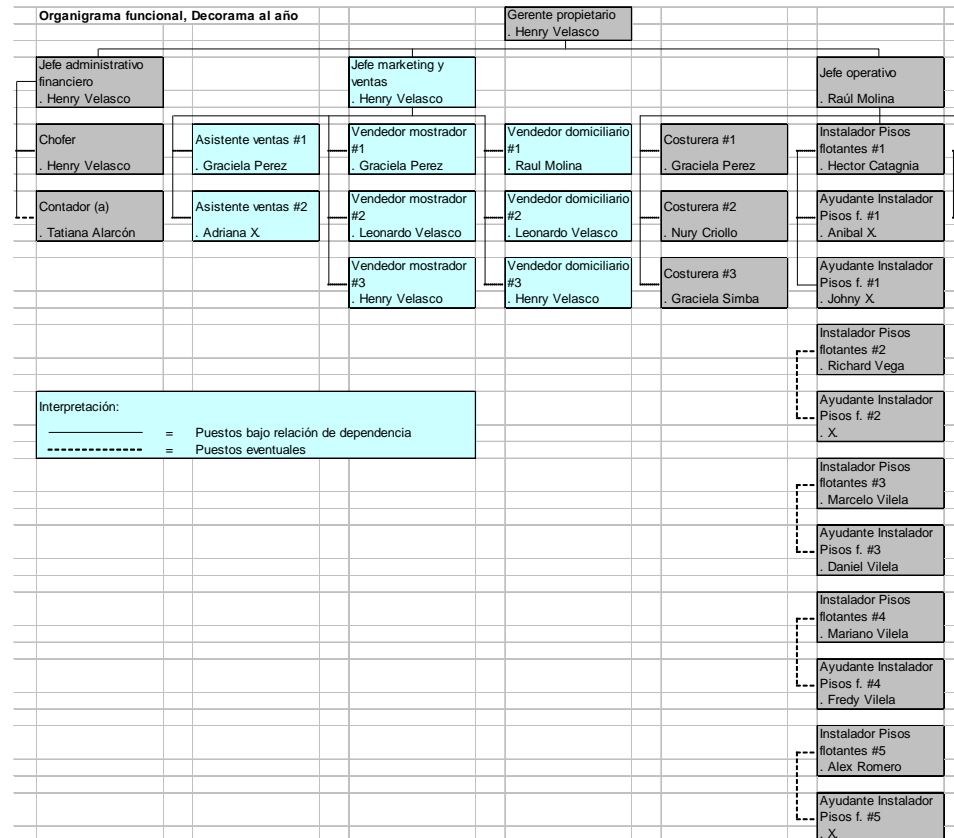 Organigrama funcional, Decorama al año
Gerente propietario
. Henry Velasco
Jefe administrativo
financiero
. Henry Velasco
Jefe marketing y
ventas
. Henry Velasco
Jefe operativo
. Raúl Molina
Chofer
. Henry Velasco
Asistente ventas #1
. Graciela Perez
Vendedor mostrador
#1
. Graciela Perez
Vendedor domiciliario
#1
. Raul Molina
Costurera #1
. Graciela Perez
Instalador Pisos
flotantes #1
. Hector Catagnia
Contador (a)
. Tatiana Alarcón
Asistente ventas #2
. Adriana X.
Vendedor mostrador
#2
. Leonardo Velasco
Vendedor domiciliario
#2
. Leonardo Velasco
Costurera #2
. Nury Criollo
Ayudante Instalador
Pisos f. #1
. Anibal X.
Vendedor mostrador
#3
. Henry Velasco
Vendedor domiciliario
#3
. Henry Velasco
Costurera #3
. Graciela Simba
Ayudante Instalador
Pisos f. #1
. Johny X.
Instalador Pisos
flotantes #2
. Richard Vega
Interpretación:
= Puestos bajo relación de dependencia
= Puestos eventuales
Ayudante Instalador
Pisos f. #2
. X.
Instalador Pisos
flotantes #3
. Marcelo Vilela
Ayudante Instalador
Pisos f. #3
. Daniel Vilela
Instalador Pisos
flotantes #4
. Mariano Vilela
Ayudante Instalador
Pisos f. #4
. Fredy Vilela
Instalador Pisos
flotantes #5
. Alex Romero
Ayudante Instalador
Pisos f. #5
. X.